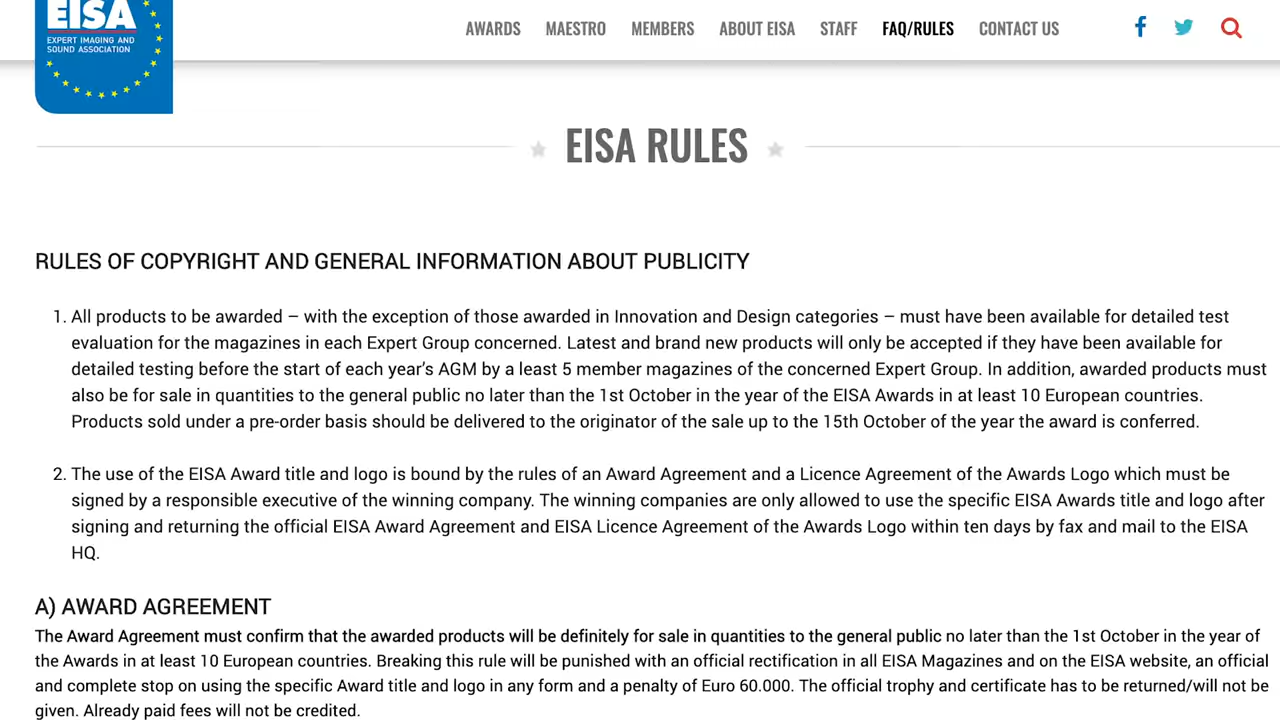 EISA
EXPERT IMAGING AND
SOUND ASSOCIATION
AWARDS MAESTRO MEMBERS ABOUT EISA STAFF FAQ/RULES CONTACT US
EISA RULES
RULES OF COPYRIGHT AND GENERAL INFORMATION ABOUT PUBLICITY
1. All products to be awarded – with the exception of those awarded in Innovation and Design categories – must have been available for detailed test
evaluation for the magazines in each Expert Group concerned. Latest and brand new products will only be accepted if they have been available for
detailed testing before the start of each year’s AGM by a least 5 member magazines of the concerned Expert Group. In addition, awarded products must
also be for sale in quantities to the general public no later than the 1st October in the year of the EISA Awards in at least 10 European countries.
Products sold under a pre-order basis should be delivered to the originator of the sale up to the 15th October of the year the award is conferred.
2. The use of the EISA Award title and logo is bound by the rules of an Award Agreement and a Licence Agreement of the Awards Logo which must be
signed by a responsible executive of the winning company. The winning companies are only allowed to use the specific EISA Awards title and logo after
signing and returning the official EISA Award Agreement and EISA Licence Agreement of the Awards Logo within ten days by fax and mail to the EISA
HQ.
A) AWARD AGREEMENT
The Award Agreement must confirm that the awarded products will be definitely for sale in quantities to the general public no later than the 1st October in the year of
the Awards in at least 10 European countries. Breaking this rule will be punished with an official rectification in all EISA Magazines and on the EISA website, an official
and complete stop on using the specific Award title and logo in any form and a penalty of Euro 60.000. The official trophy and certificate has to be returned/will not be
given. Already paid fees will not be credited.